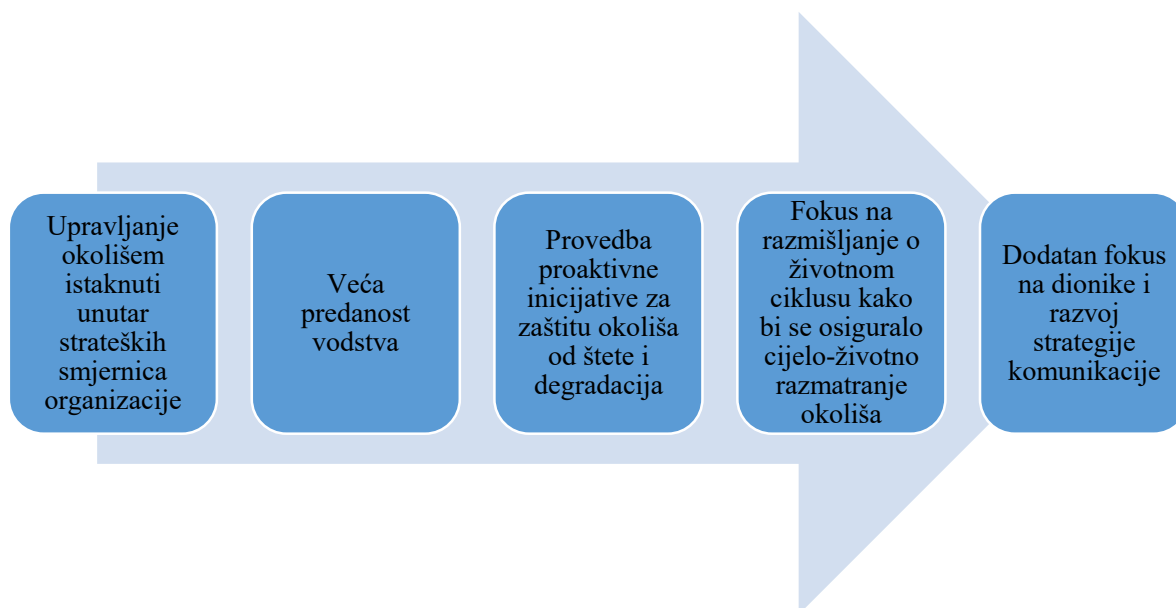 Upravljanje
okolišem
istaknuti
unutar
strateških
smjernica
organizacije
Veća
predanost
vodstva
Provedba
proaktivne
inicijative za
zaštitu okoliša
od štete i
degradacija
Fokus na
razmišljanje o
životnom
ciklusu kako
bi se osiguralo
cijelo-životno
razmatranje
okoliša
Dodatan fokus
na dionike i
razvoj
strategije
komunikacije